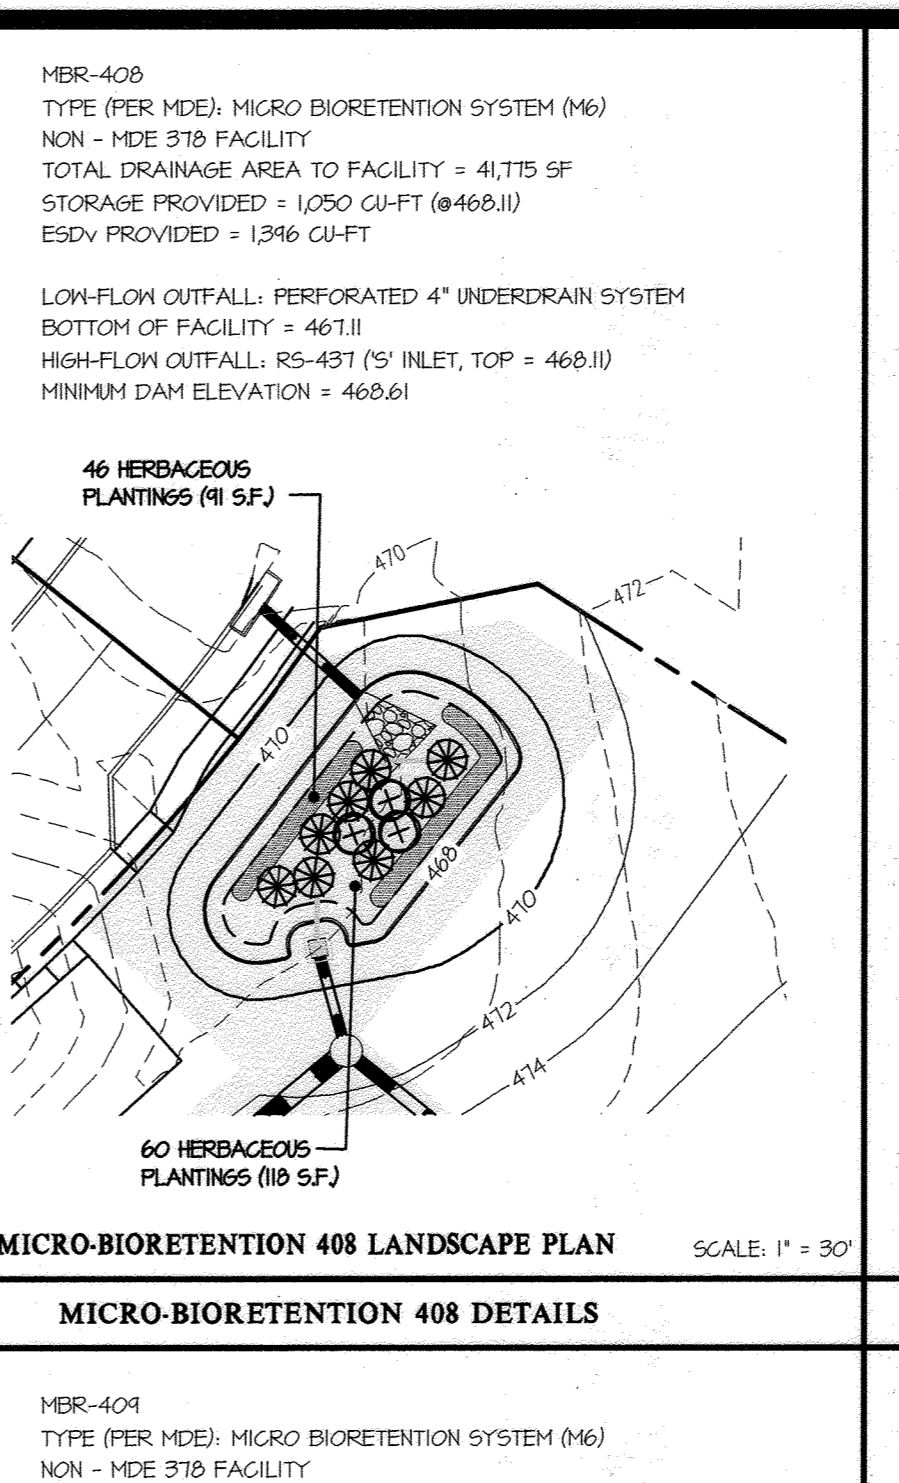 MBR-408
TYPE (PER MDE): MICRO BIORETENTION SYSTEM (M6)
NON - MDE 378 FACILITY
TOTAL DRAINAGE AREA TO FACILITY = 41,775 SF
STORAGE PROVIDED = 1,050 CU-FT (@468.11)
ESDv PROVIDED = 1,396 CU-FT
LOW-FLOW OUTFALL: PERFORATED 4" UNDERDRAIN SYSTEM
BOTTOM OF FACILITY = 467.11
HIGH-FLOW OUTFALL: RS-437 ('S' INLET, TOP = 468.11)
MINIMUM DAM ELEVATION = 468.61
46 HERBACEOUS
PLANTINGS (91 S.F.)
470
472
470
468
470
472
474
60 HERBACEOUS
PLANTINGS (118 S.F.)
MICRO-BIORETENTION 408 LANDSCAPE PLAN
SCALE: 1" = 30'
MICRO-BIORETENTION 408 DETAILS
MBR-409
TYPE (PER MDE): MICRO BIORETENTION SYSTEM (M6)
NON - MDE 378 FACILITY